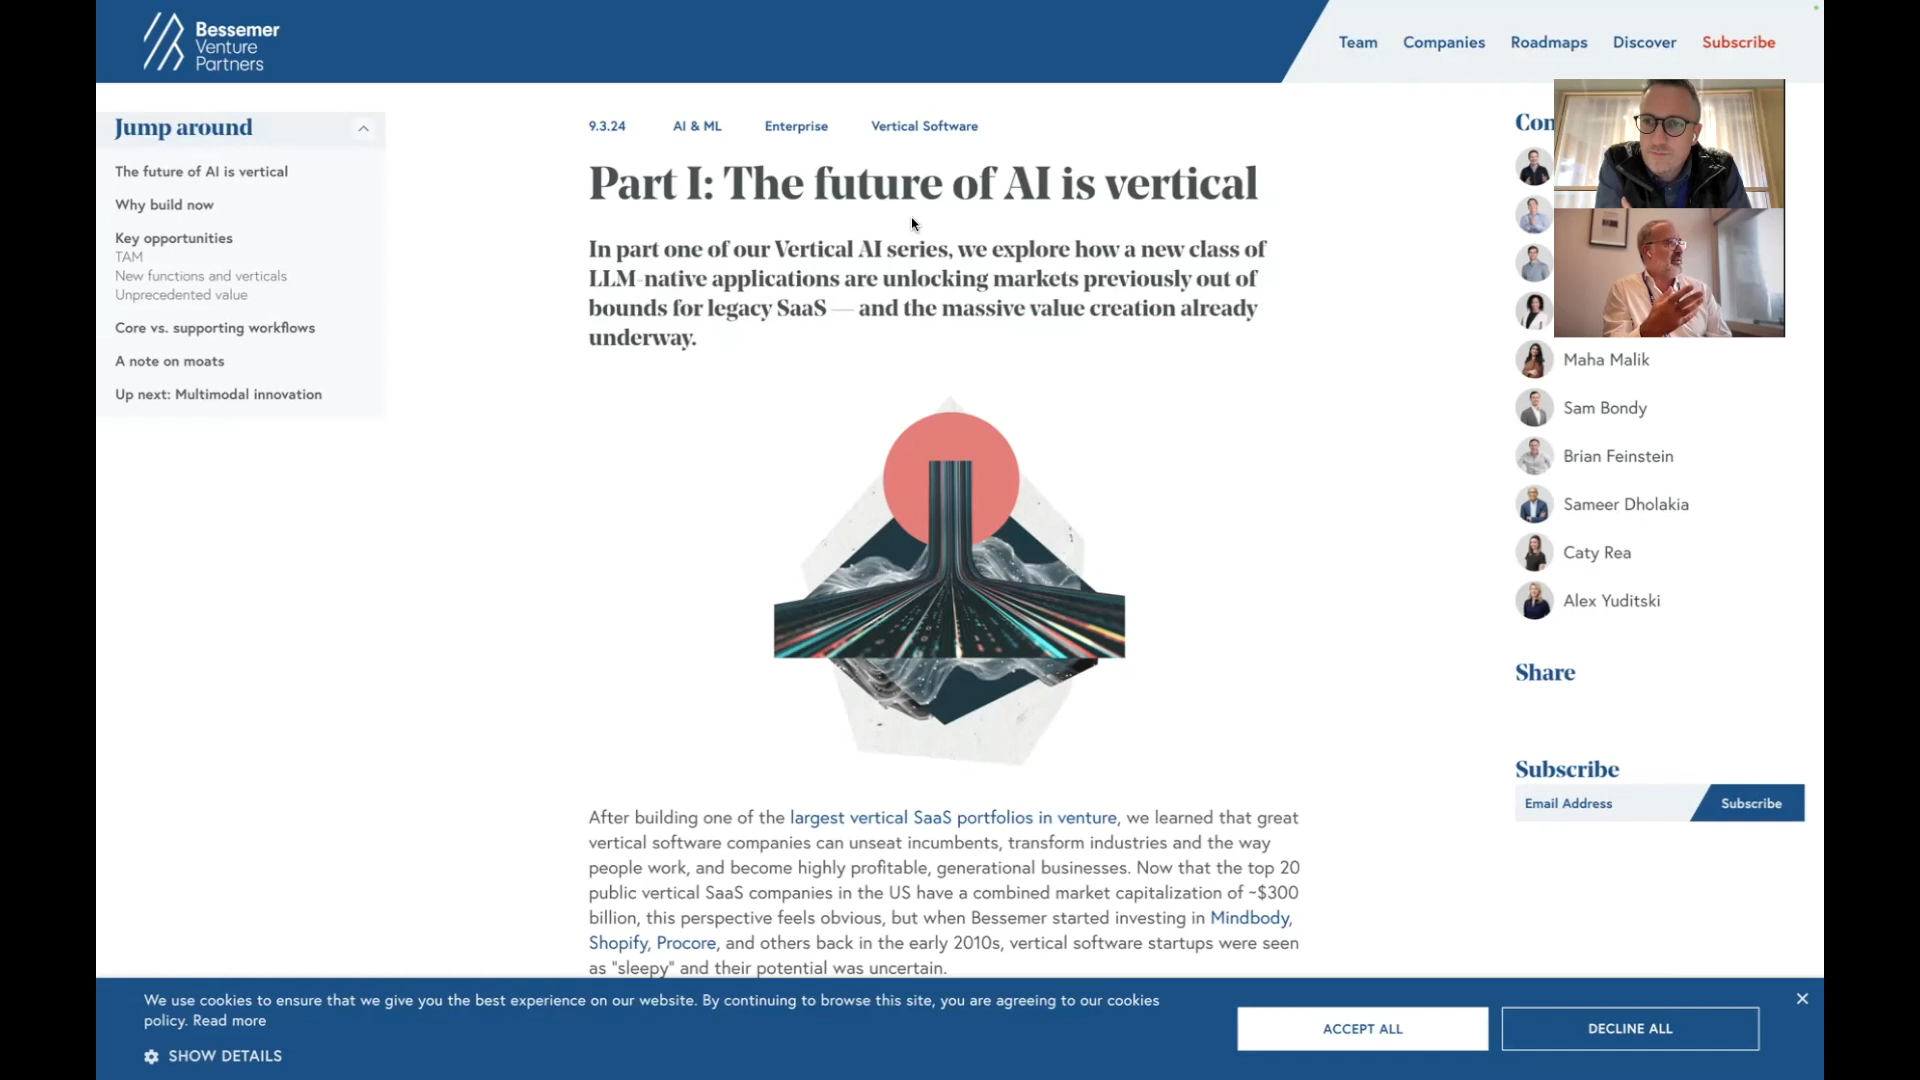 Bessemer
Venture
Partners
Team
Companies
Roadmaps
Discover
Subscribe
Jump around
The future of AI is vertical
Why build now
Key opportunities
TAM
New functions and verticals
Unprecedented value
Core vs. supporting workflows
A note on moats
Up next: Multimodal innovation
9.3.24
AI & ML
Enterprise
Vertical Software
Part I: The future of AI is vertical
In part one of our Vertical AI series, we explore how a new class of
LLM-native applications are unlocking markets previously out of
bounds for legacy SaaS — and the massive value creation already
underway.
After building one of the largest vertical SaaS portfolios in venture, we learned that great
vertical software companies can unseat incumbents, transform industries and the way
people work, and become highly profitable, generational businesses. Now that the top 20
public vertical SaaS companies in the US have a combined market capitalization of ~$300
billion, this perspective feels obvious, but when Bessemer started investing in Mindbody,
Shopify, Procore, and others back in the early 2010s, vertical software startups were seen
as "sleepy" and their potential was uncertain.
Con
Maha Malik
Sam Bondy
Brian Feinstein
Sameer Dholakia
Caty Rea
Alex Yuditski
Share
Subscribe
Email Address
Subscribe
We use cookies to ensure that we give you the best experience on our website. By continuing to browse this site, you are agreeing to our cookies
policy. Read more
SHOW DETAILS
ACCEPT ALL
DECLINE ALL